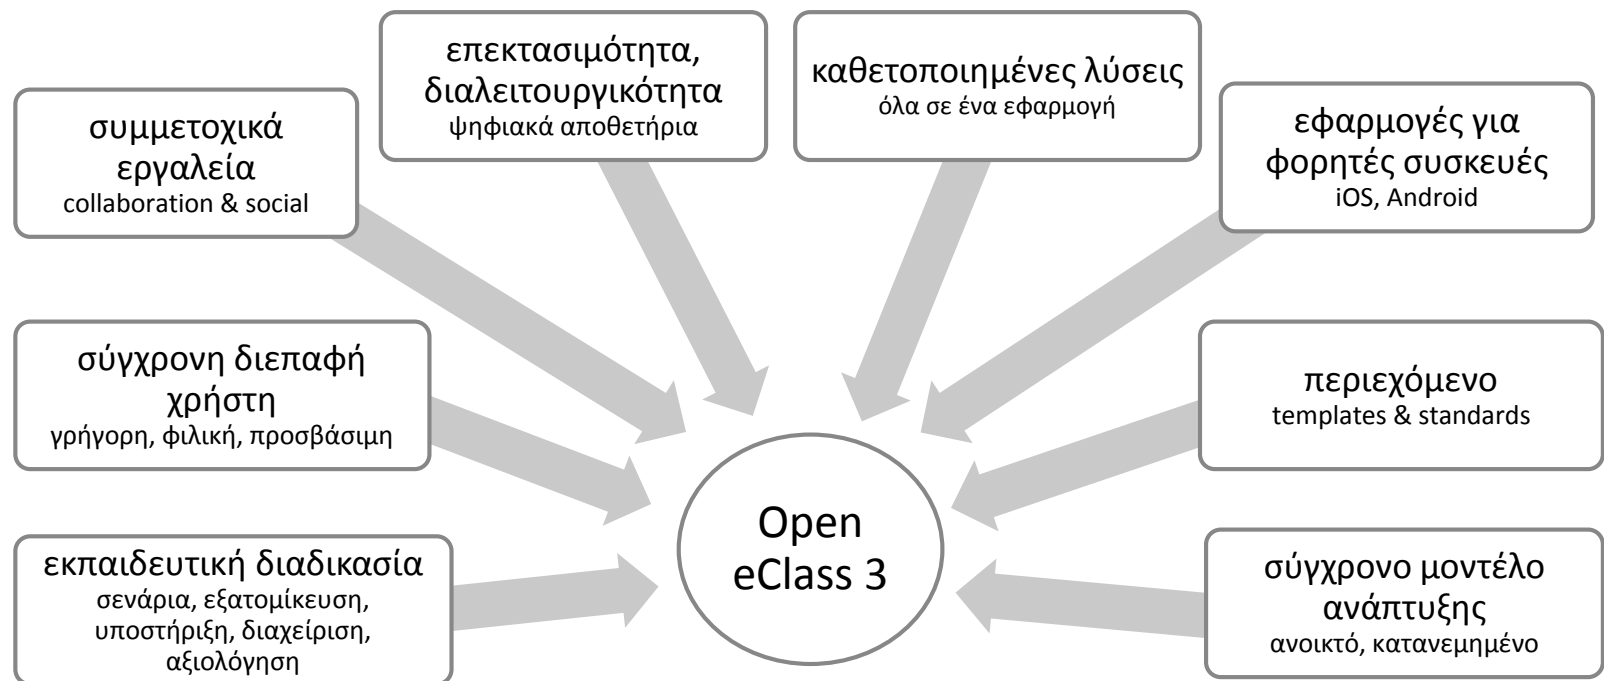 επεκτασιμότητα,
διαλειτουργικότητα
ψηφιακά αποθετήρια
καθετοποιημένες λύσεις
όλα σε ένα εφαρμογή
συμμετοχικά
εργαλεία
collaboration & social
εφαρμογές για
φορητές συσκευές
iOS, Android
σύγχρονη διεπαφή
χρήστη
γρήγορη, φιλική, προσβάσιμη
περιεχόμενο
templates & standards
Open
eClass 3
εκπαιδευτική διαδικασία
σενάρια, εξατομίκευση,
υποστήριξη, διαχείριση,
αξιολόγηση
σύγχρονο μοντέλο
ανάπτυξης
ανοικτό, κατανεμημένο